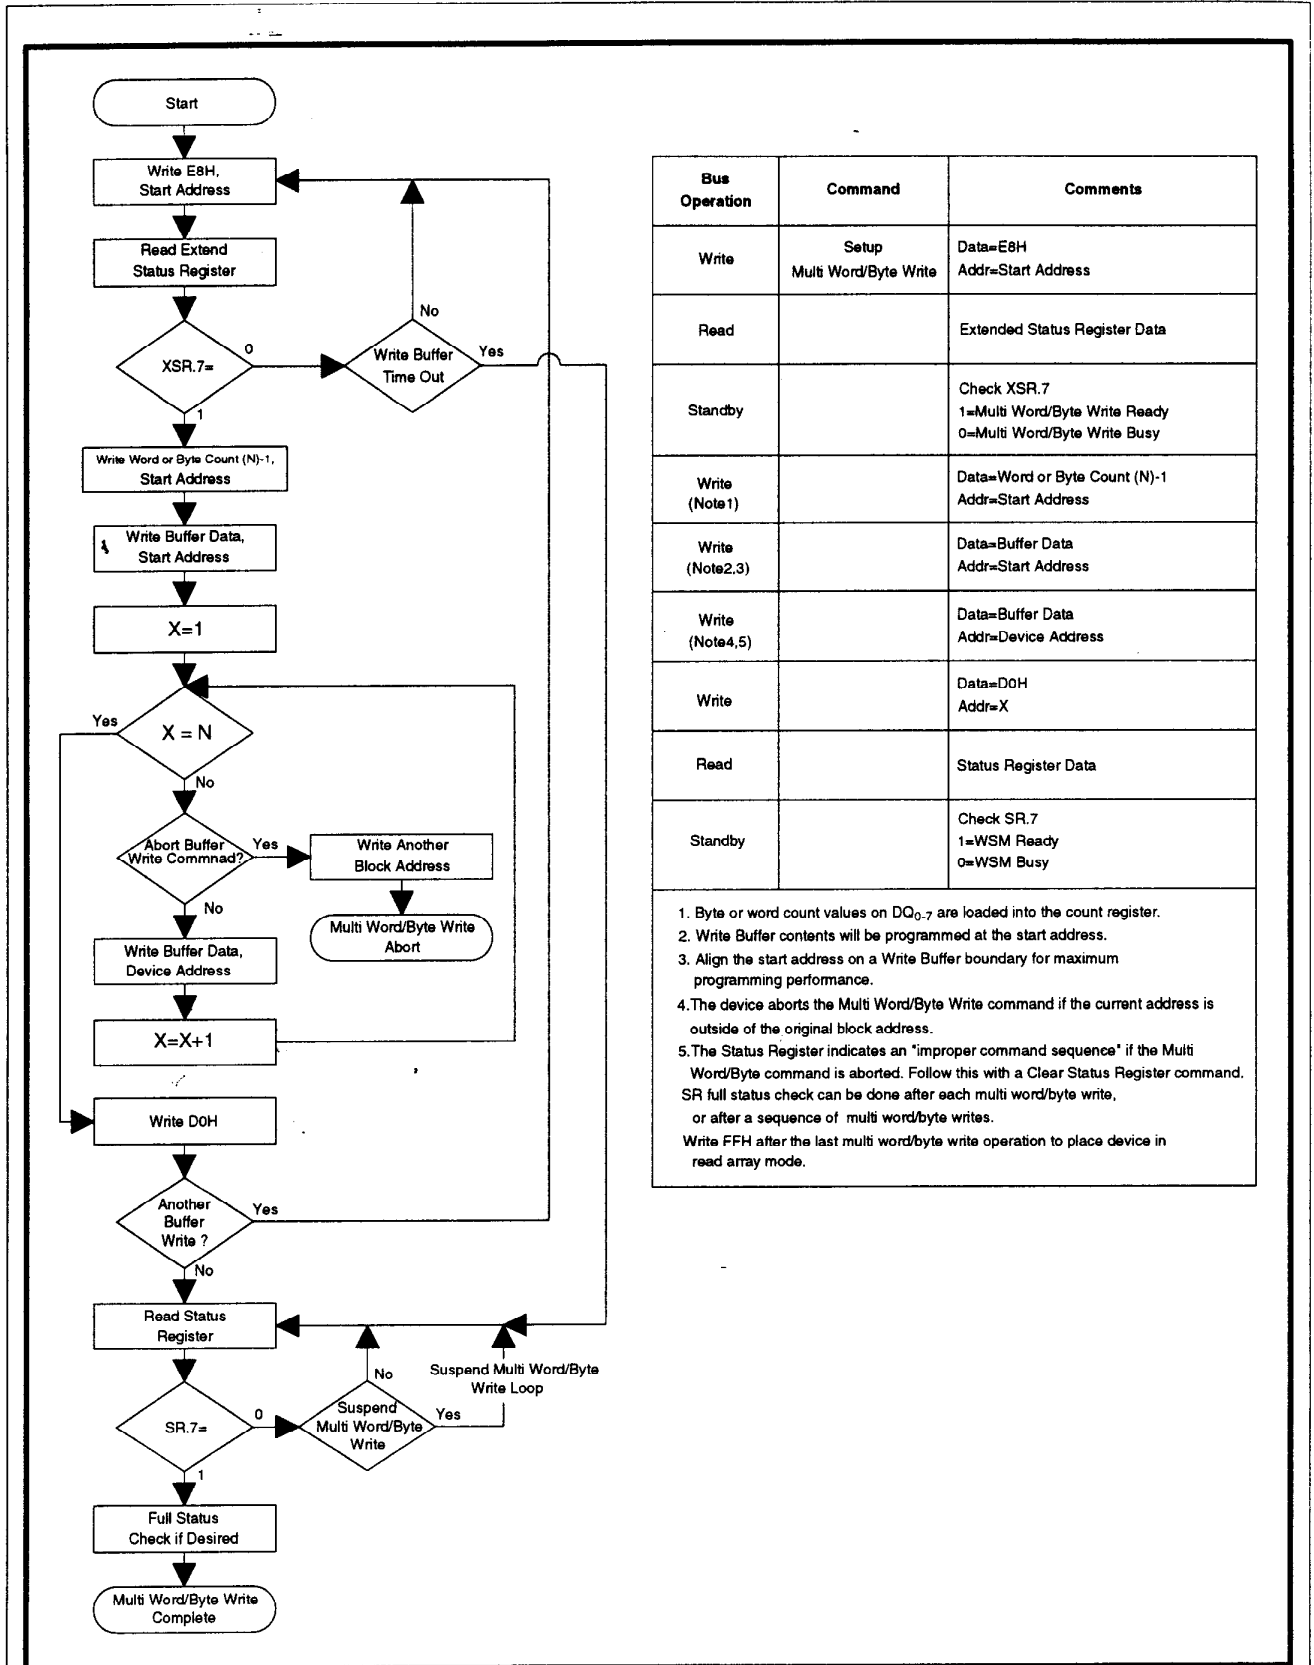 Start
Write E8H,
Start Address
Read Extend
Status Register
No
XSR.7=
0
Write Buffer
Time Out
Yes
1
Write Word or Byte Count (N)-1,
Start Address
Write Buffer Data,
Start Address
X=1
Yes
X = N
No
Abort Buffer
Write Commnad?
Yes
Write Another
Block Address
No
Multi Word/Byte Write
Abort
Write Buffer Data,
Device Address
X=X+1
Write D0H
Another
Buffer
Write ?
Yes
No
Read Status
Register
No
Suspend Multi Word/Byte
Write Loop
SR.7=
0
Suspend
Multi Word/Byte
Write
Yes
1
Full Status
Check if Desired
Multi Word/Byte Write
Complete
Bus
Operation
Command
Comments
Write
Setup
Multi Word/Byte Write
Data=E8H
Addr=Start Address
Read
Extended Status Register Data
Standby
Check XSR.7
1=Multi Word/Byte Write Ready
0=Multi Word/Byte Write Busy
Write
(Note1)
Data=Word or Byte Count (N)-1
Addr=Start Address
Write
(Note2,3)
Data=Buffer Data
Addr=Start Address
Write
(Note4,5)
Data=Buffer Data
Addr=Device Address
Write
Data=D0H
Addr=X
Read
Status Register Data
Standby
Check SR.7
1=WSM Ready
0=WSM Busy
1. Byte or word count values on DQ0-7 are loaded into the count register.
2. Write Buffer contents will be programmed at the start address.
3. Align the start address on a Write Buffer boundary for maximum
programming performance.
4.The device aborts the Multi Word/Byte Write command if the current address is
outside of the original block address.
5.The Status Register indicates an "improper command sequence" if the Multi
Word/Byte command is aborted. Follow this with a Clear Status Register command.
SR full status check can be done after each multi word/byte write,
or after a sequence of multi word/byte writes.
Write FFH after the last multi word/byte write operation to place device in
read array mode.